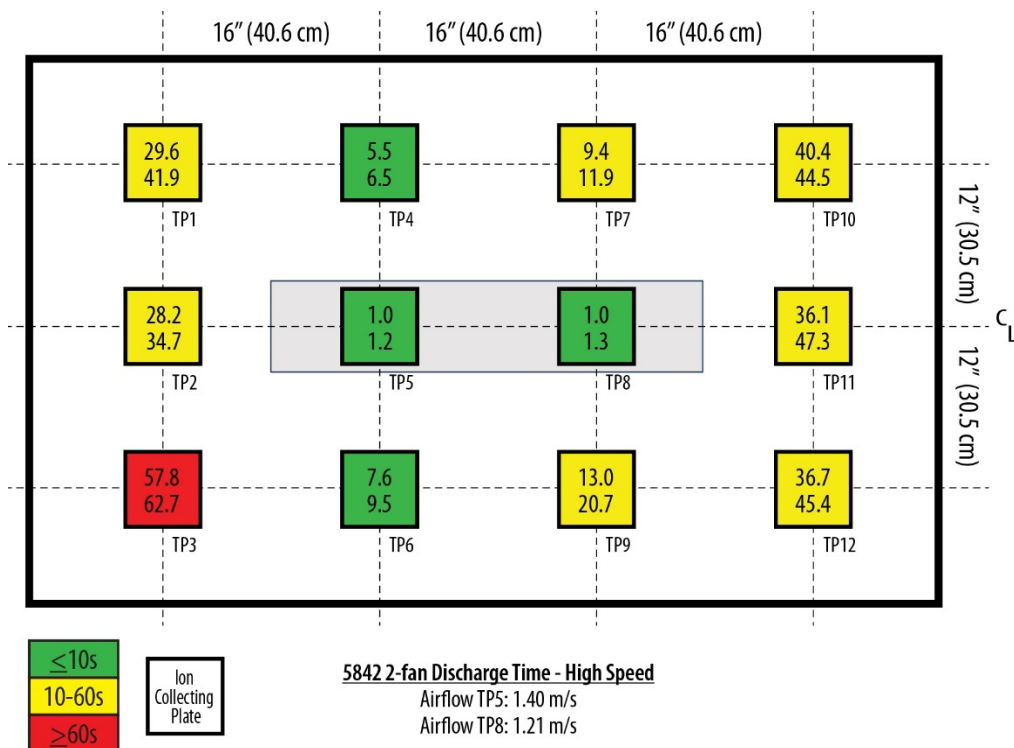 16” (40.6 cm) 16” (40.6 cm) 16” (40.6 cm)
29.6 5.5 9.4 40.4
41.9 6.5 11.9 44.5
TP1 TP4 TP7 TP10
12” (30.5 cm)
28.2 1.0 1.0 36.1
34.7 1.2 1.3 47.3
CL
TP2 TP5 TP8 TP11
12” (30.5 cm)
57.8 7.6 13.0 36.7
62.7 9.5 20.7 45.4
TP3 TP6 TP9 TP12
≤10s
10-60s
≥60s
Ion
Collecting
Plate
5842 2-fan Discharge Time - High Speed
Airflow TP5: 1.40 m/s
Airflow TP8: 1.21 m/s